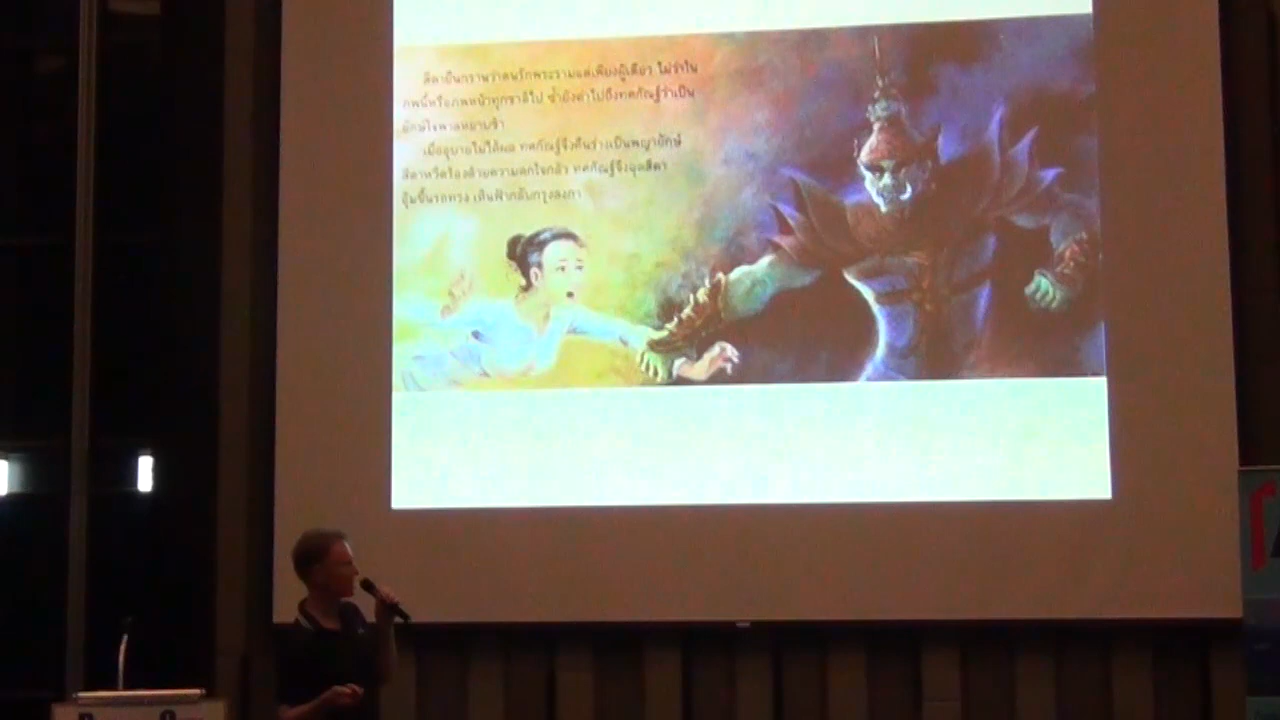 สีดายืนกรานว่าตนรักพระรามแต่เพียงผู้เดียว ไม่ว่าใน
ภพนี้หรือภพหน้าทุกชาติไป ซ้ำยังด่าไปถึงทศกัณฐ์ว่าเป็น
ยักษ์ใจพาลหยาบช้า
เมื่ออุบายไม่ได้ผล ทศกัณฐ์จึงคืนร่างเป็นพญายักษ์
สีดาหวีดร้องด้วยความตกใจกลัว ทศกัณฐ์จึงฉุดสีดา
อุ้มขึ้นรถทรง เหินฟ้ากลับกรุงลงกา